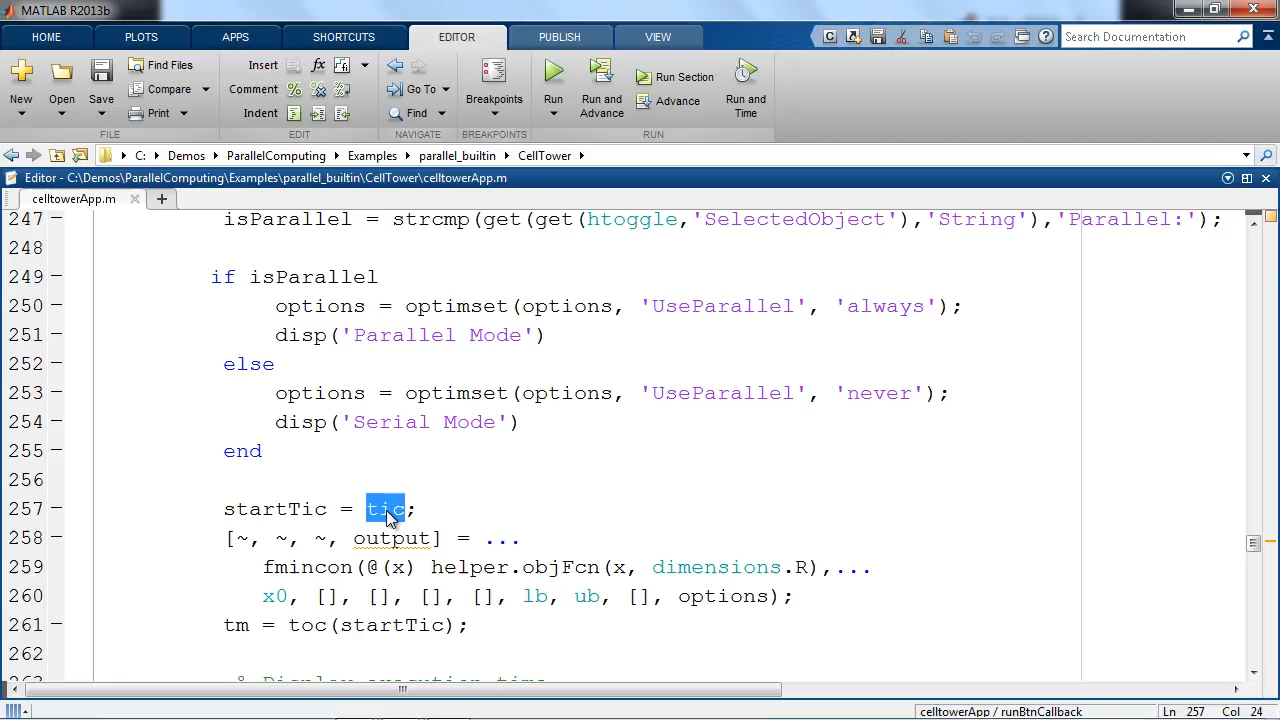 MATLAB R2013b
HOME PLOTS APPS SHORTCUTS EDITOR PUBLISH VIEW Search Documentation
New Open Save Find Files Compare Print
FILE
Insert fx
Comment
Indent
EDIT
Go To
Find
NAVIGATE
Breakpoints
BREAKPOINTS
Run Run and Advance Run Section Advance Run and Time
RUN
C: Demos ParallelComputing Examples parallel_builtin CellTower
Editor - C:\Demos\ParallelComputing\Examples\parallel_builtin\CellTower\celltowerApp.m
celltowerApp.m
247 isParallel = strcmp(get(get(htoggle,'SelectedObject'),'String'),'Parallel:');
248
249 if isParallel
250 options = optimset(options, 'UseParallel', 'always');
251 disp('Parallel Mode')
252 else
253 options = optimset(options, 'UseParallel', 'never');
254 disp('Serial Mode')
255 end
256
257 startTic = tic;
258 [~, ~, ~, output] = ...
259 fmincon(@(x) helper.objFcn(x, dimensions.R),...
260 x0, [], [], [], [], lb, ub, [], options);
261 tm = toc(startTic);
262
263 % Display execution time
celltowerApp / runBtnCallback Ln 257 Col 24